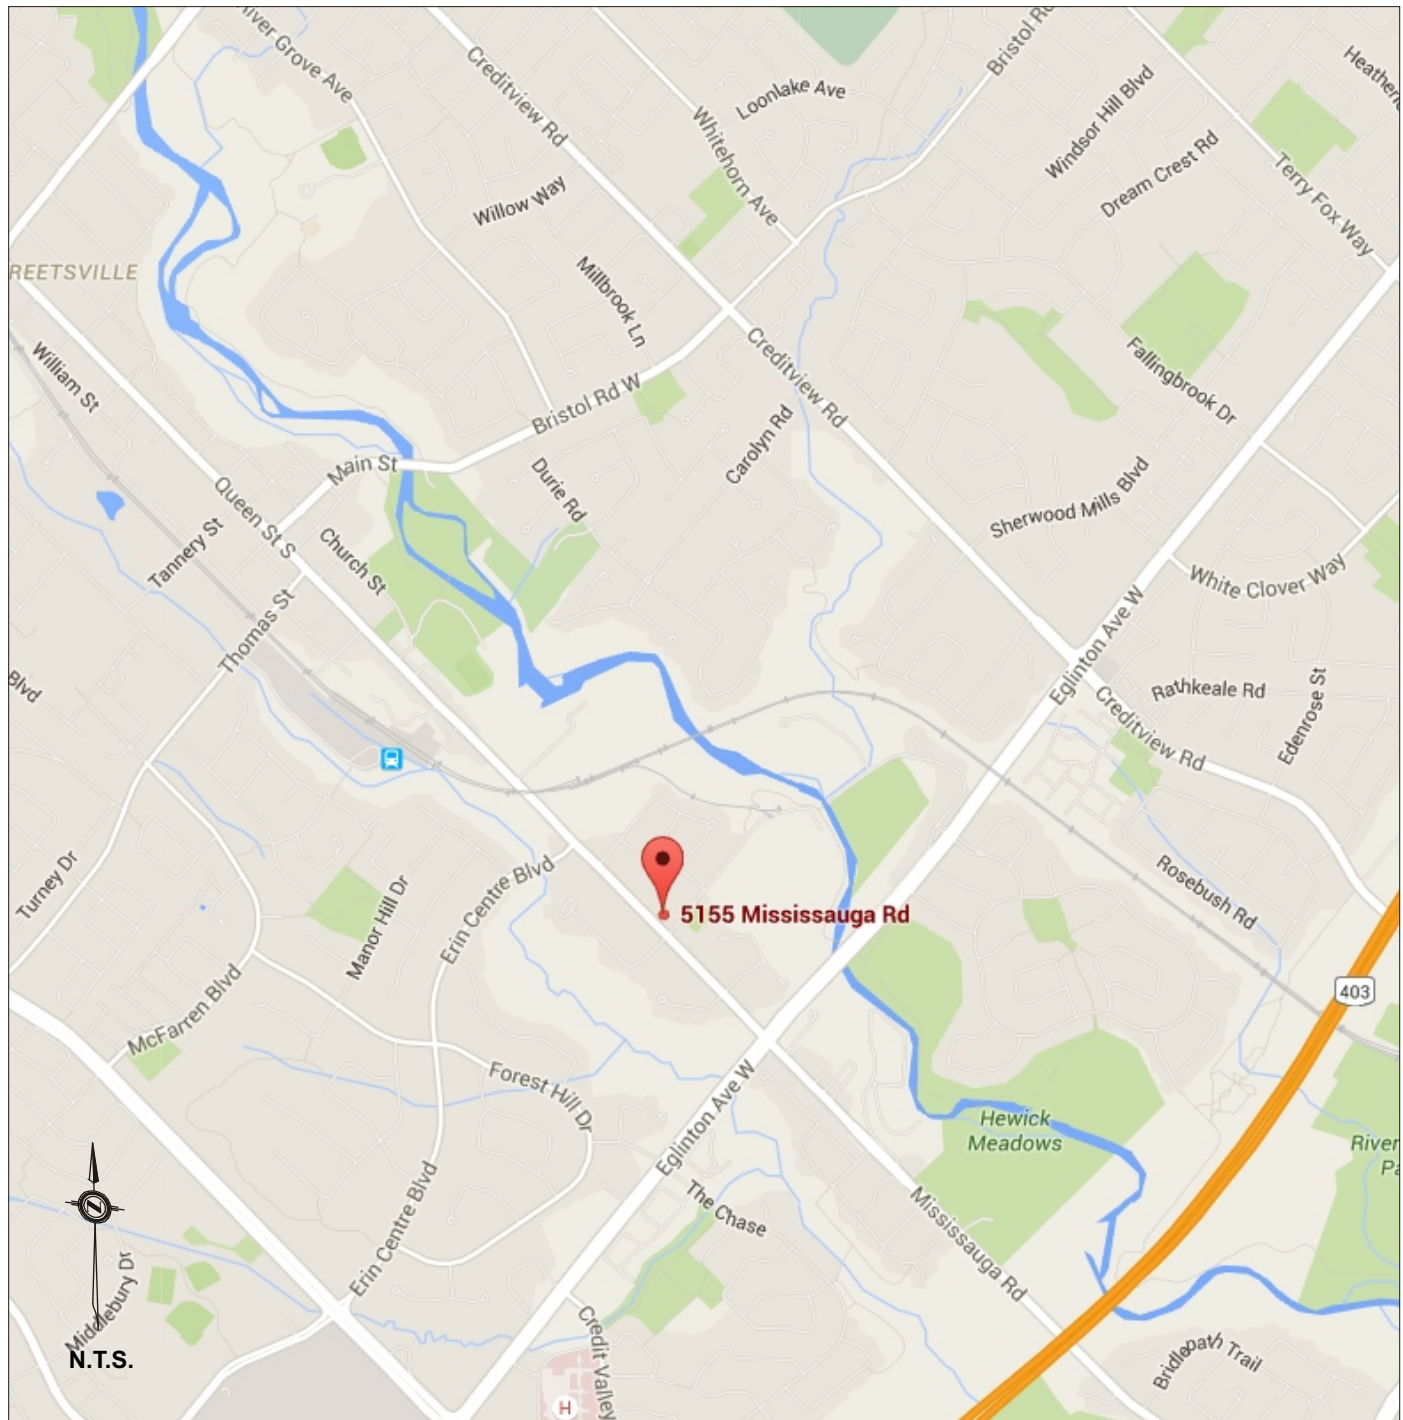 River Grove Ave
Creditview Rd
Bristol Rd
Loonlake Ave
Whitehorn Ave
Windsor Hill Blvd
Dream Crest Rd
Terry Fox Way
Willow Way
REETSVILLE
Millbrook Ln
William St
Creditview Rd
Fallingbrook Dr
Bristol Rd W
Carolyn Rd
Main St
Durie Rd
Queen St S
Sherwood Mills Blvd
Tannery St
Church St
White Clover Way
Thomas St
Eglinton Ave W
Blvd
Rathkeale Rd
Edenrose St
Creditview Rd
Turney Dr
Manor Hill Dr
Erin Centre Blvd
5155 Mississauga Rd
Rosebush Rd
403
McFarren Blvd
Forest Hill Dr
Eglinton Ave W
Hewick
Meadows
River
Pa
The Chase
Mississauga Rd
Erin Centre Blvd
Middlebury Dr
N
N.T.S.
Credit Valley
Bridlepath Trail
H